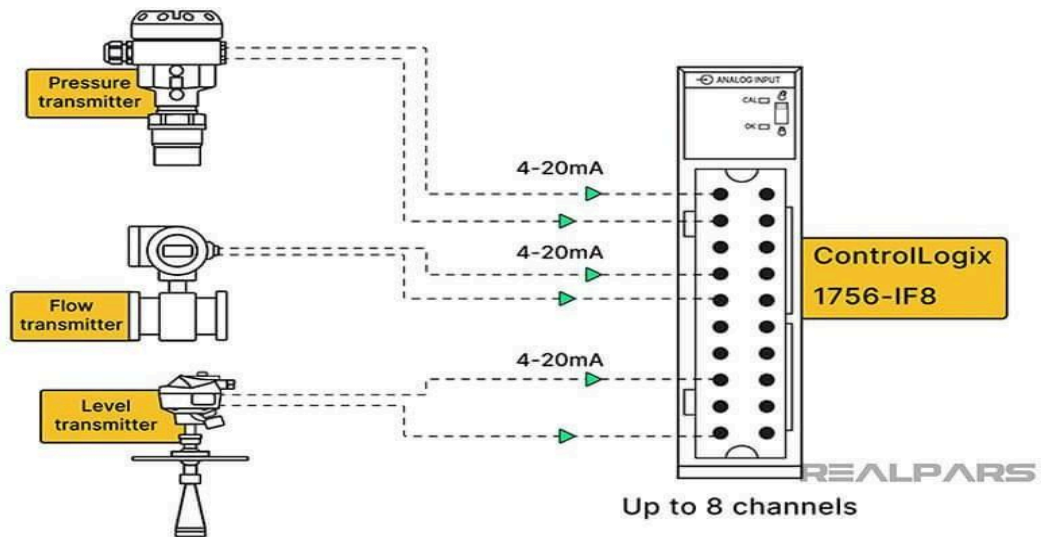 Pressure
transmitter
ANALOG INPUT
CAL
OK
4-20mA
Flow
transmitter
4-20mA
ControlLogix
1756-IF8
Level
transmitter
4-20mA
REALPARS
Up to 8 channels